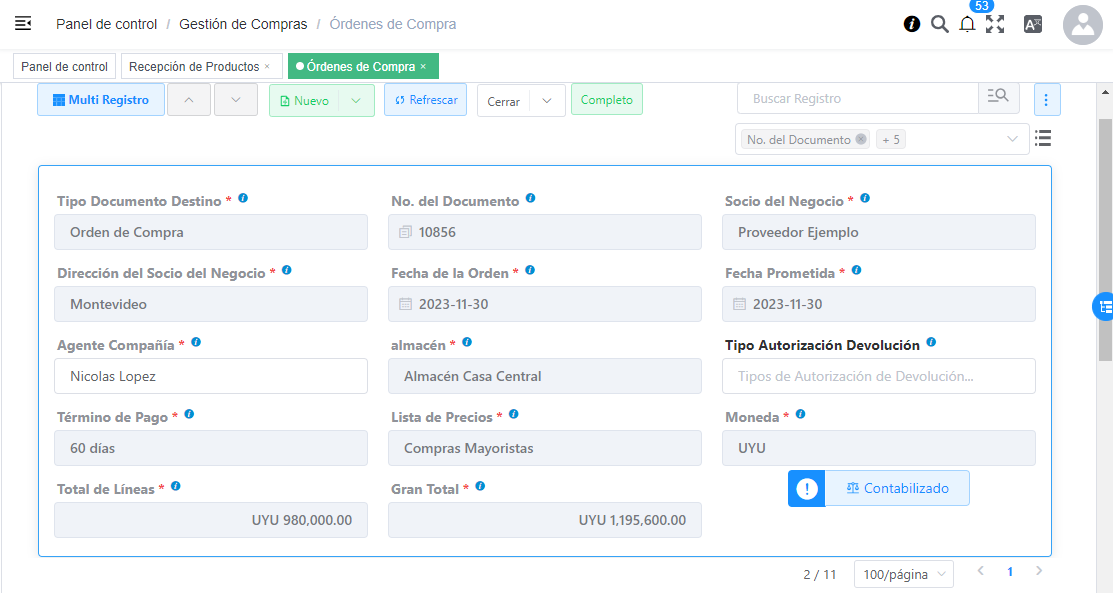 53
Panel de control / Gestión de Compras / Órdenes de Compra
Panel de control Recepción de Productos × Órdenes de Compra ×
Multi Registro Nuevo Refrescar Cerrar Completo Buscar Registro
No. del Documento + 5
Tipo Documento Destino * No. del Documento Socio del Negocio *
Orden de Compra 10856 Proveedor Ejemplo
Dirección del Socio del Negocio * Fecha de la Orden * Fecha Prometida *
Montevideo 2023-11-30 2023-11-30
Agente Compañía * almacén * Tipo Autorización Devolución
Nicolas Lopez Almacén Casa Central Tipos de Autorización de Devolución...
Término de Pago * Lista de Precios * Moneda *
60 días Compras Mayoristas UYU
Total de Líneas * Gran Total * Contabilizado
UYU 980,000.00 UYU 1,195,600.00
2 / 11 100/página 1